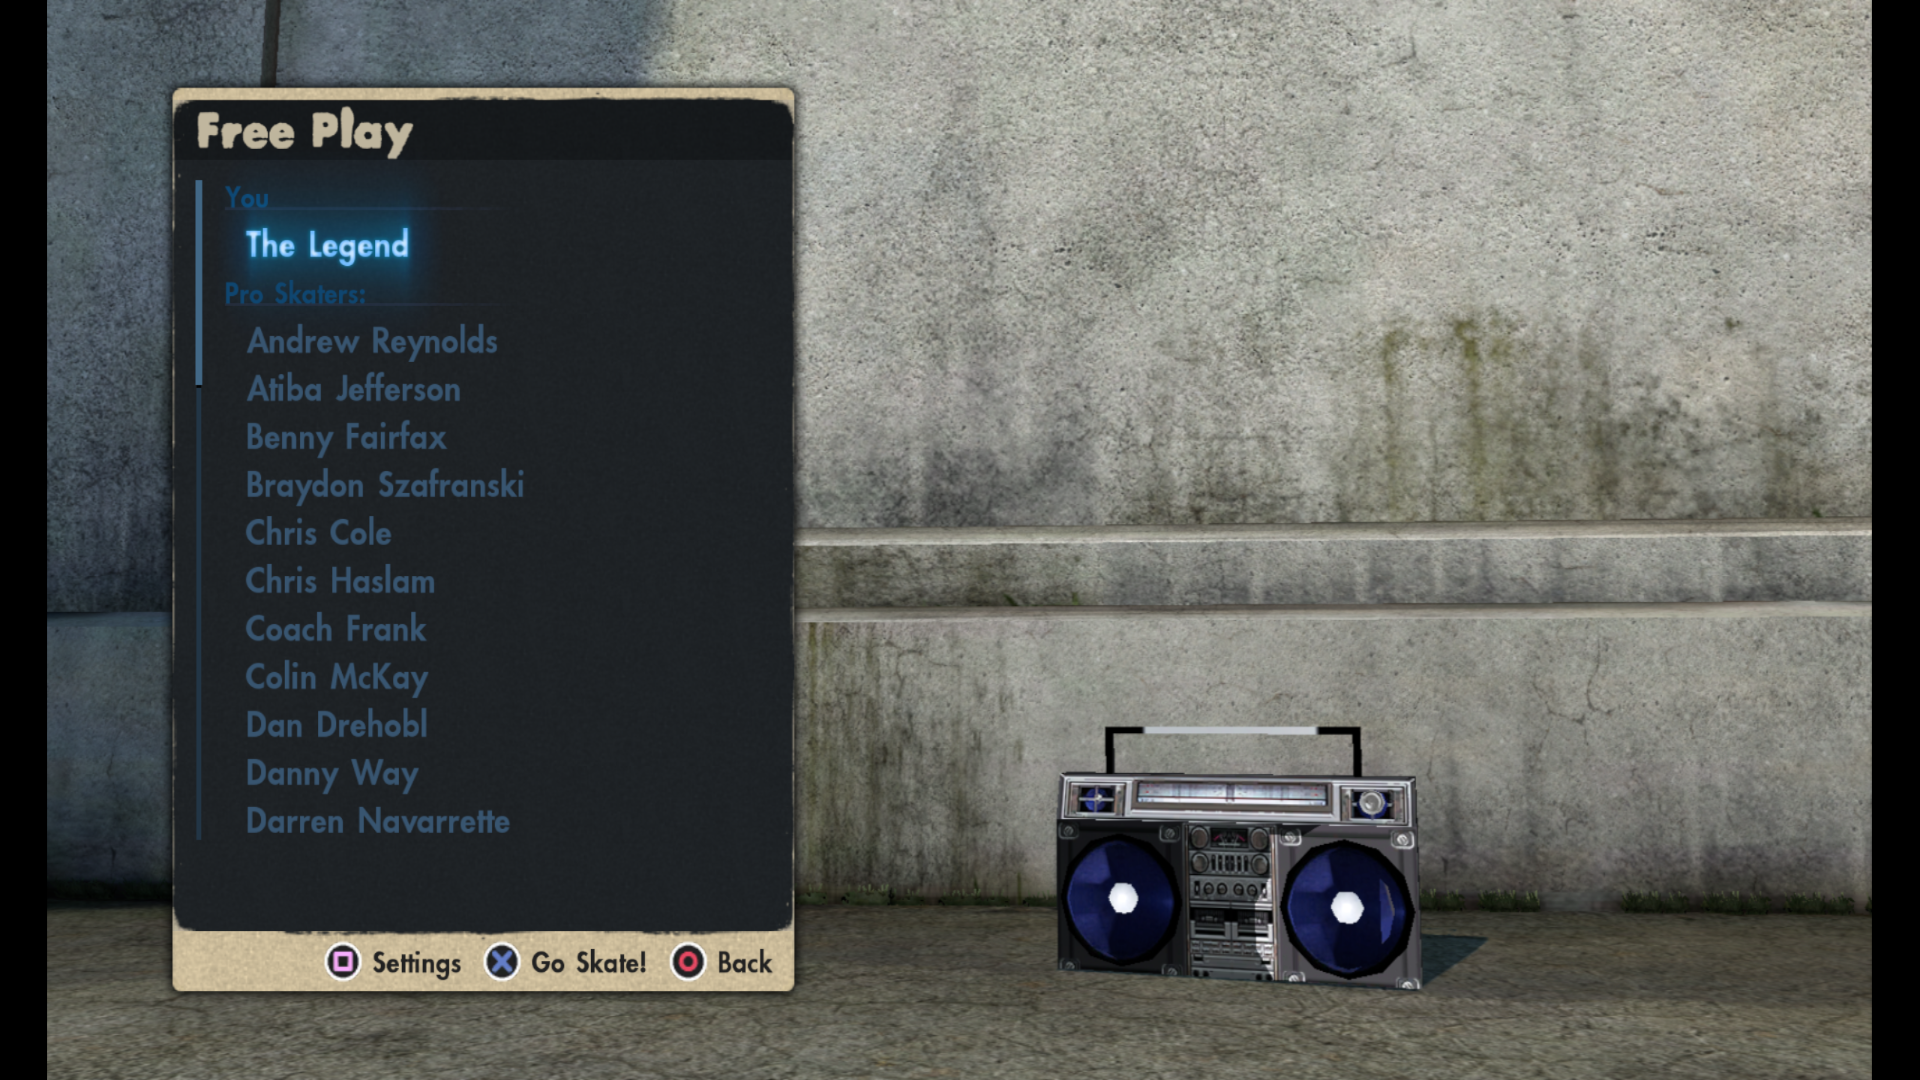 Free Play
You
The Legend
Pro Skaters:
Andrew Reynolds
Atiba Jefferson
Benny Fairfax
Braydon Szafranski
Chris Cole
Chris Haslam
Coach Frank
Colin McKay
Dan Drehobl
Danny Way
Darren Navarrette
Settings Go Skate! Back